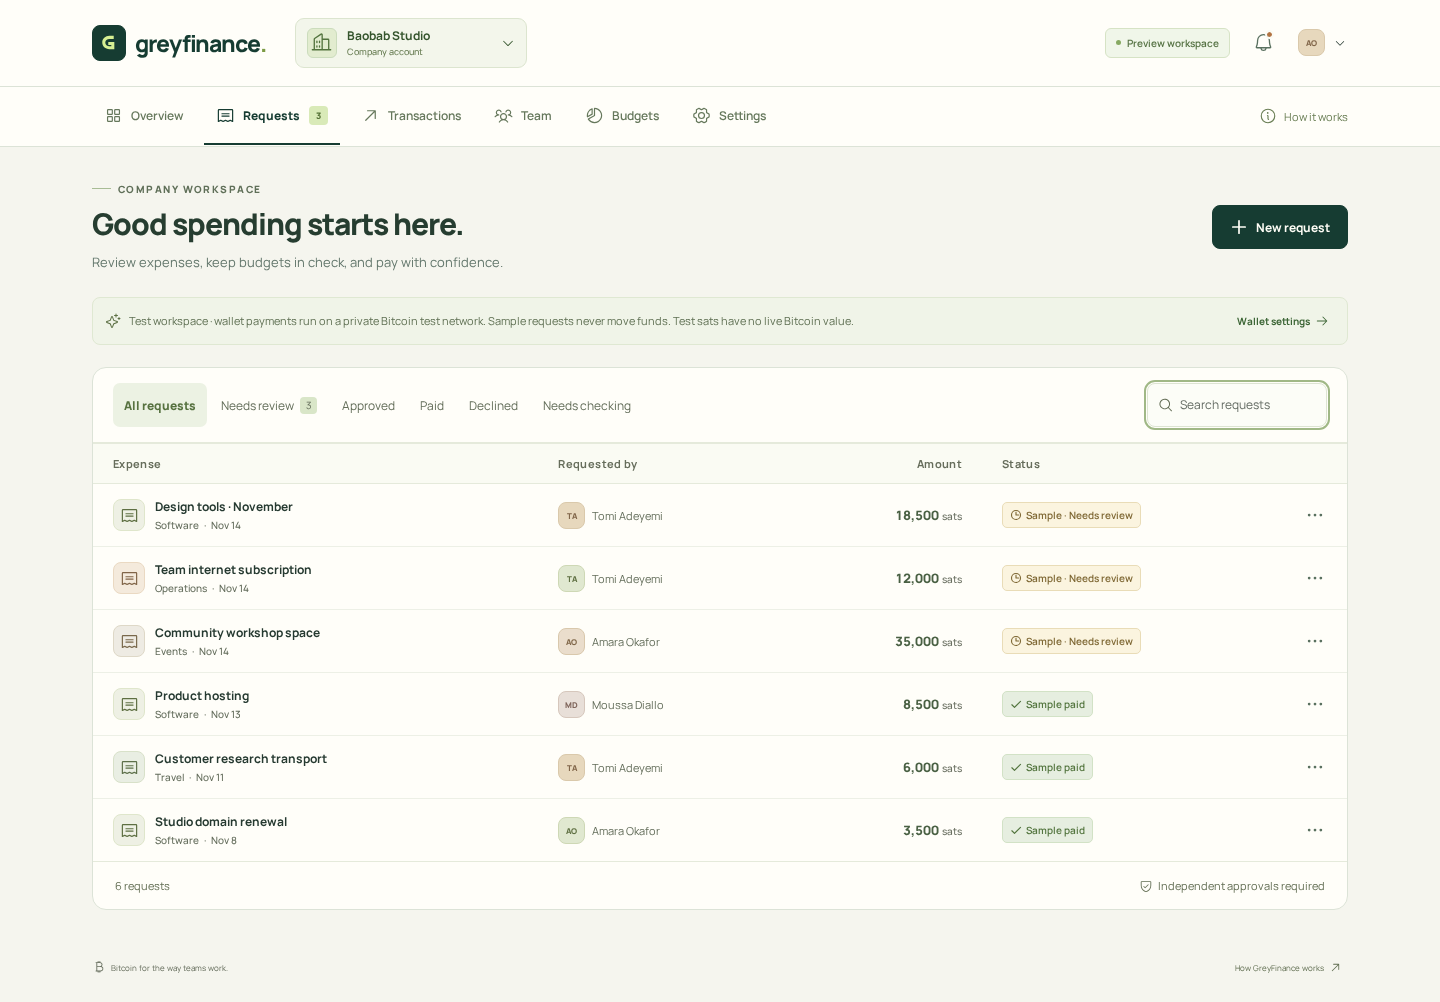 G greyfinance.
Baobab Studio
Company account
Preview workspace
AO
Overview
Requests 3
Transactions
Team
Budgets
Settings
How it works
COMPANY WORKSPACE
Good spending starts here.
Review expenses, keep budgets in check, and pay with confidence.
New request
Test workspace · wallet payments run on a private Bitcoin test network. Sample requests never move funds. Test sats have no live Bitcoin value.
Wallet settings
All requests
Needs review 3
Approved
Paid
Declined
Needs checking
Search requests
Expense Requested by Amount Status
Design tools · November
Software · Nov 14
TA Tomi Adeyemi
18,500 sats
Sample · Needs review
Team internet subscription
Operations · Nov 14
TA Tomi Adeyemi
12,000 sats
Sample · Needs review
Community workshop space
Events · Nov 14
AO Amara Okafor
35,000 sats
Sample · Needs review
Product hosting
Software · Nov 13
MD Moussa Diallo
8,500 sats
Sample paid
Customer research transport
Travel · Nov 11
TA Tomi Adeyemi
6,000 sats
Sample paid
Studio domain renewal
Software · Nov 8
AO Amara Okafor
3,500 sats
Sample paid
6 requests
Independent approvals required
Bitcoin for the way teams work.
How GreyFinance works